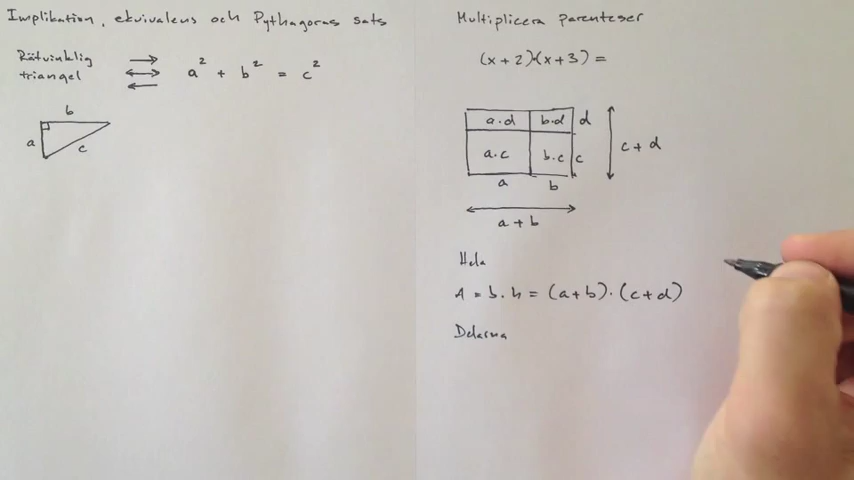 Implikation, ekvivalens och Pythagoras sats
Rätvinklig
triangel
→
↔
←
a² + b² = c²
b
a
c
Multiplicera parenteser
(x+2)·(x+3) =
a·d
b·d
d
a·c
b·c
c
a
b
c+d
a+b
Hela
A = b·h = (a+b)·(c+d)
Delarna